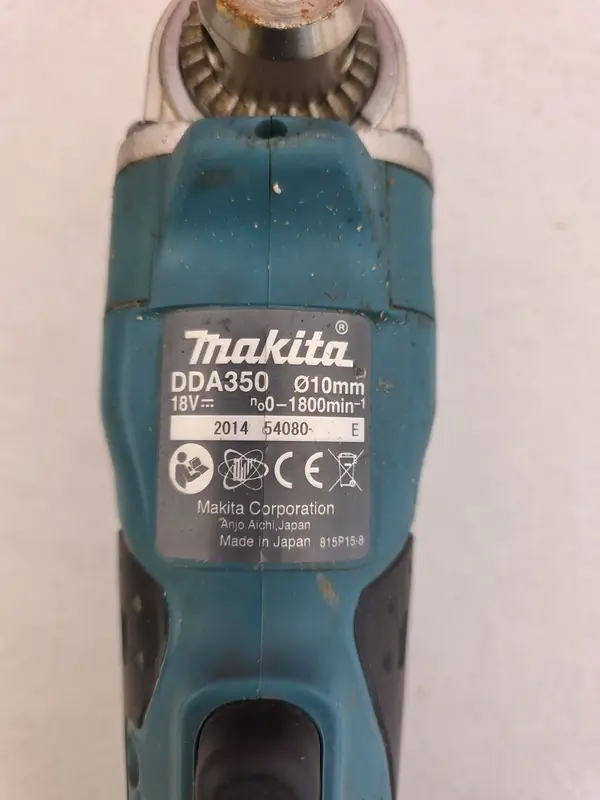 makita®
DDA350 Ø10mm
18V⎓ n₀0-1800min⁻¹
2014 54080- E
CE
Makita Corporation
Anjo Aichi,Japan
Made in Japan 815P15-8